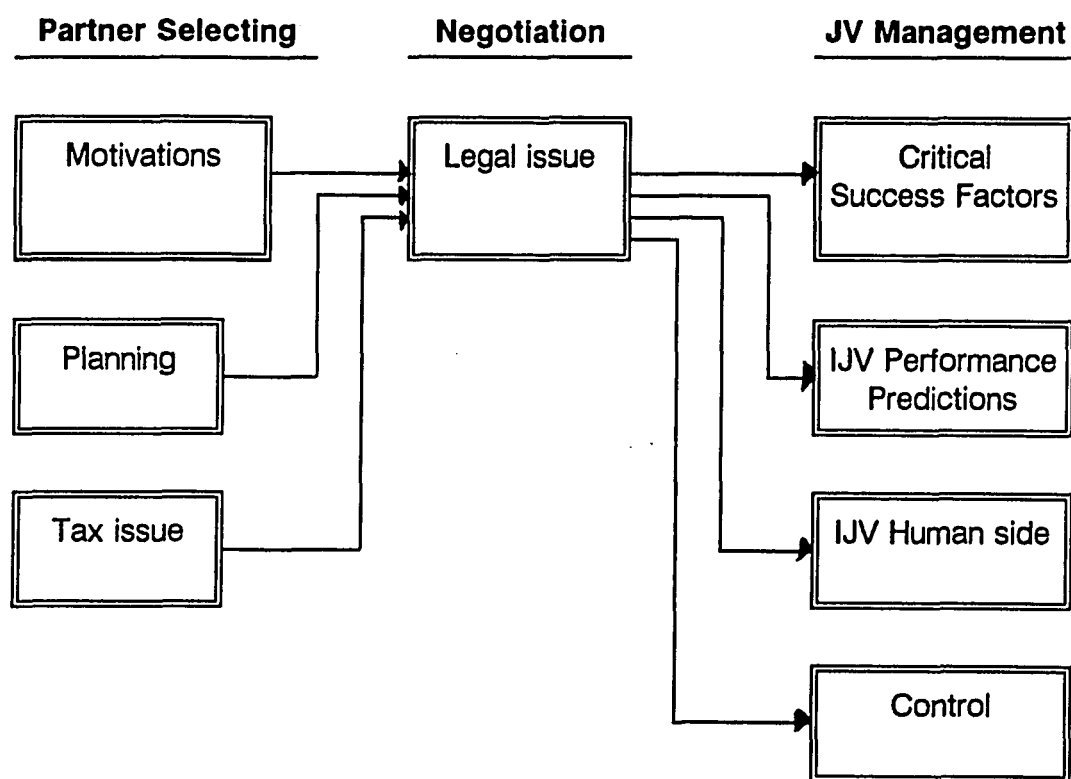 Partner Selecting
Negotiation
JV Management
Motivations
Legal issue
Critical
Success Factors
Planning
IJV Performance
Predictions
Tax issue
IJV Human side
Control